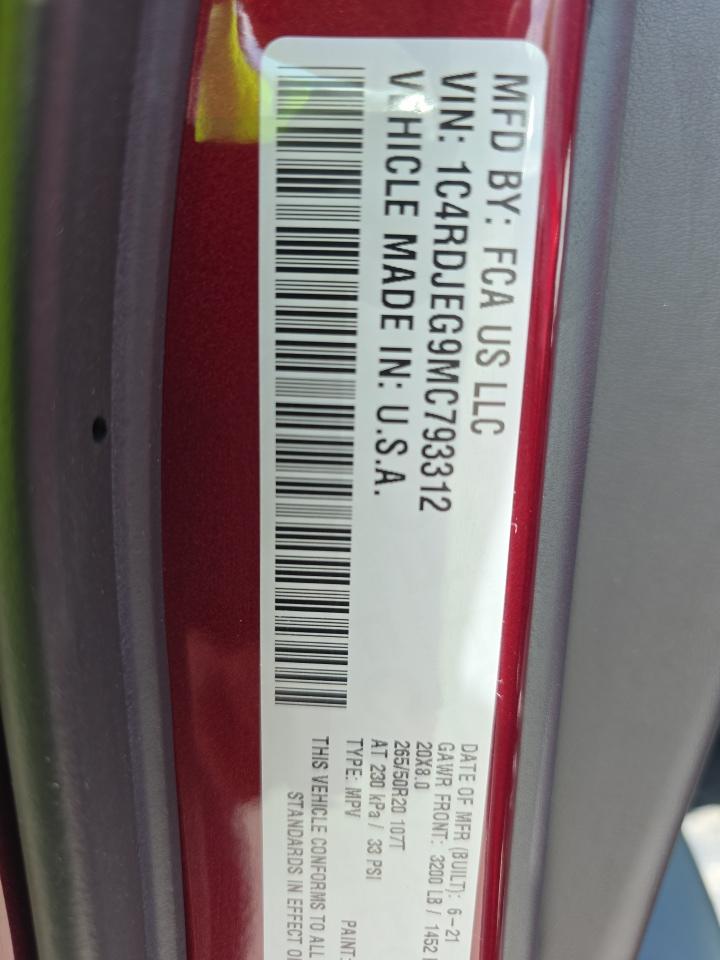 MFD BY: FCA US LLC
VIN: 1C4RDJEG9MC793312
VEHICLE MADE IN: U.S.A.
DATE OF MFR (BUILT): 6-21
GAWR FRONT: 3200 LB / 1452
20X8.0
265/50R20 107T
AT 230 kPa / 33 PSI
TYPE: MPV PAINT:
THIS VEHICLE CONFORMS TO ALL
STANDARDS IN EFFECT